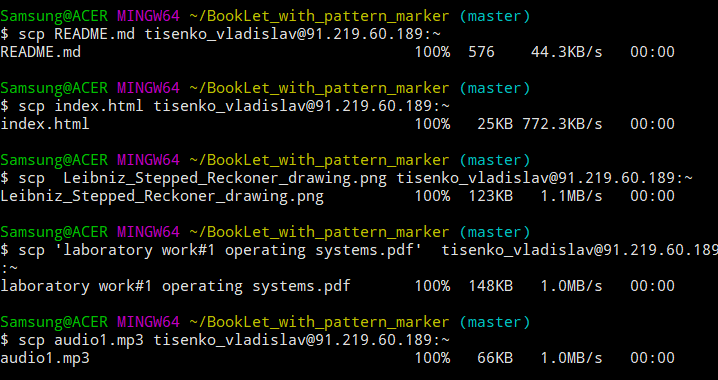 Samsung@ACER MINGW64 ~/BookLet_with_pattern_marker (master)
$ scp README.md tisenko_vladislav@91.219.60.189:~
README.md 100% 576 44.3KB/s 00:00
Samsung@ACER MINGW64 ~/BookLet_with_pattern_marker (master)
$ scp index.html tisenko_vladislav@91.219.60.189:~
index.html 100% 25KB 772.3KB/s 00:00
Samsung@ACER MINGW64 ~/BookLet_with_pattern_marker (master)
$ scp  Leibniz_Stepped_Reckoner_drawing.png tisenko_vladislav@91.219.60.189:~
Leibniz_Stepped_Reckoner_drawing.png 100% 123KB 1.1MB/s 00:00
Samsung@ACER MINGW64 ~/BookLet_with_pattern_marker (master)
$ scp 'laboratory work#1 operating systems.pdf'  tisenko_vladislav@91.219.60.189
:~
laboratory work#1 operating systems.pdf 100% 148KB 1.0MB/s 00:00
Samsung@ACER MINGW64 ~/BookLet_with_pattern_marker (master)
$ scp audio1.mp3 tisenko_vladislav@91.219.60.189:~
audio1.mp3 100% 66KB 1.0MB/s 00:00